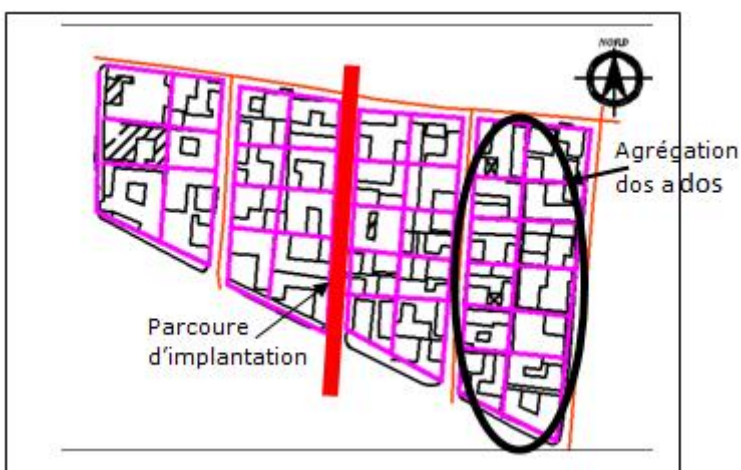 NORD
Agrégation
dos a dos
Parcoure
d'implantation